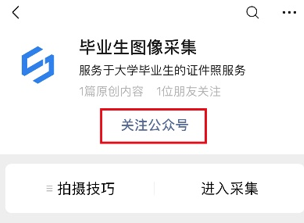 毕业生图像采集
服务于大学毕业生的证件照服务
1篇原创内容 1位朋友关注
关注公众号
拍摄技巧 进入采集